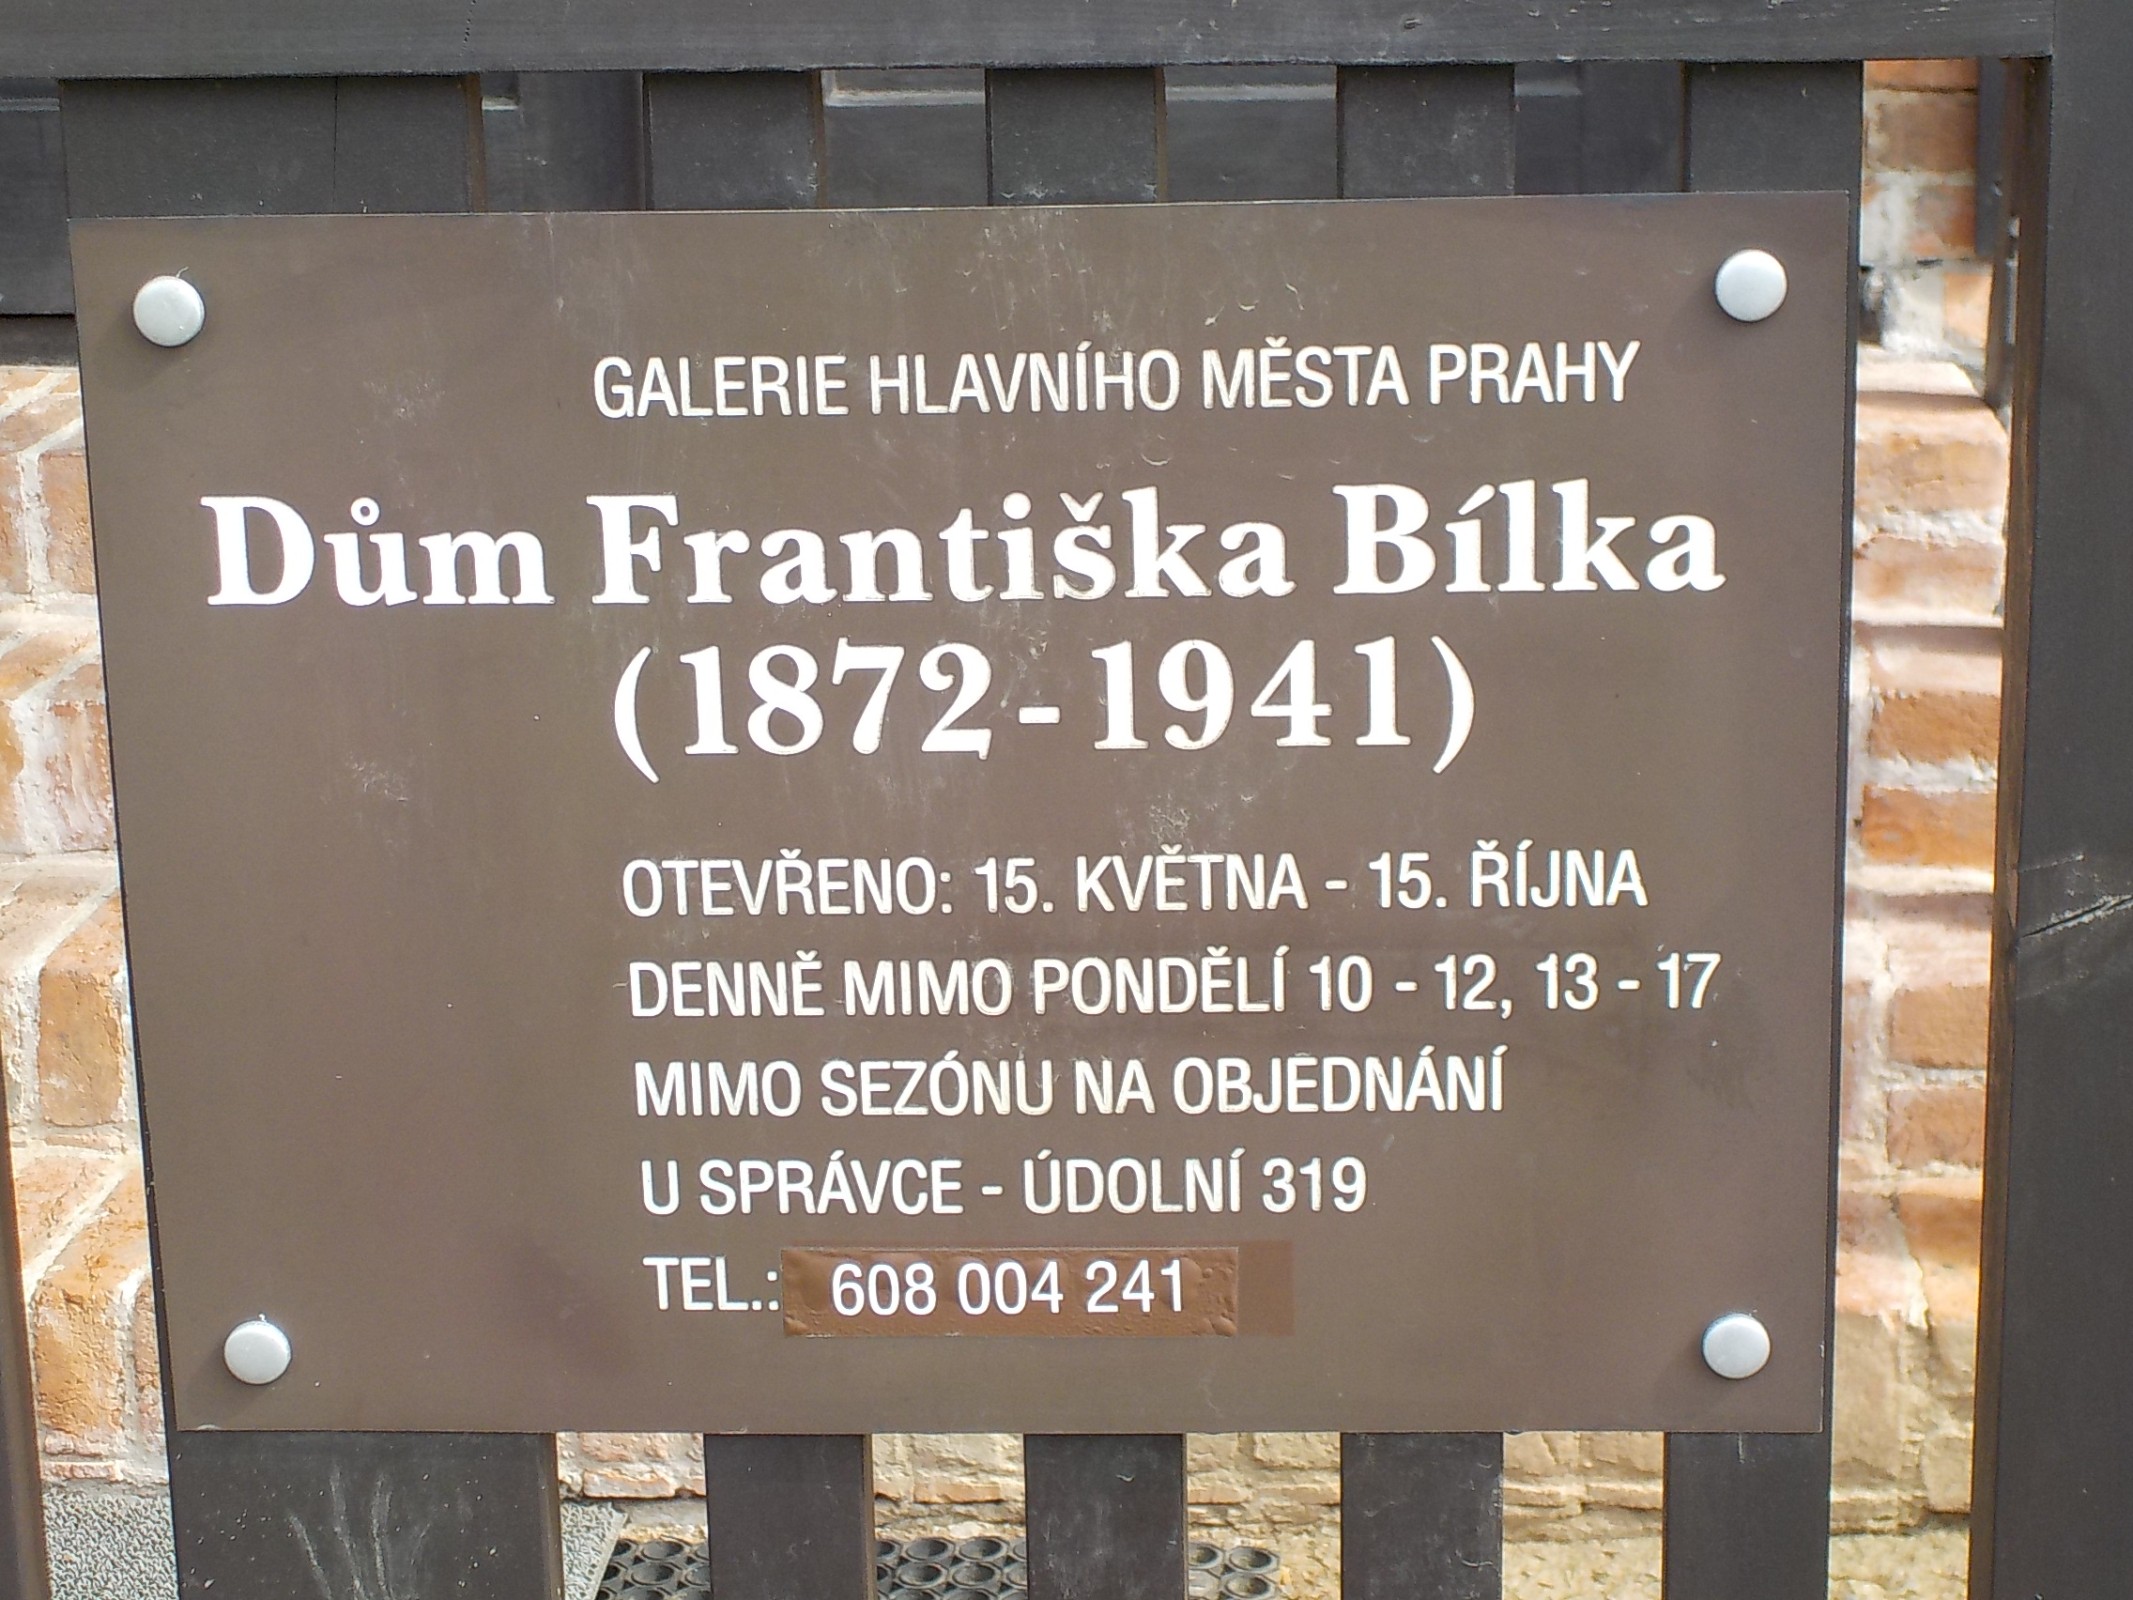 GALERIE HLAVNÍHO MĚSTA PRAHY
Dům Františka Bílka
(1872-1941)
OTEVŘENO: 15. KVĚTNA - 15. ŘÍJNA
DENNĚ MIMO PONDĚLÍ 10 - 12, 13 - 17
MIMO SEZÓNU NA OBJEDNÁNÍ
U SPRÁVCE - ÚDOLNÍ 319
TEL.: 608 004 241